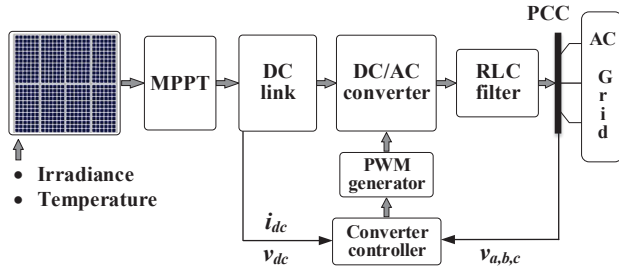 PCC
MPPT
DC
link
DC/AC
converter
RLC
filter
AC
G
r
i
d
PWM
generator
• Irradiance
• Temperature
i_dc
v_dc
Converter
controller
v_a,b,c